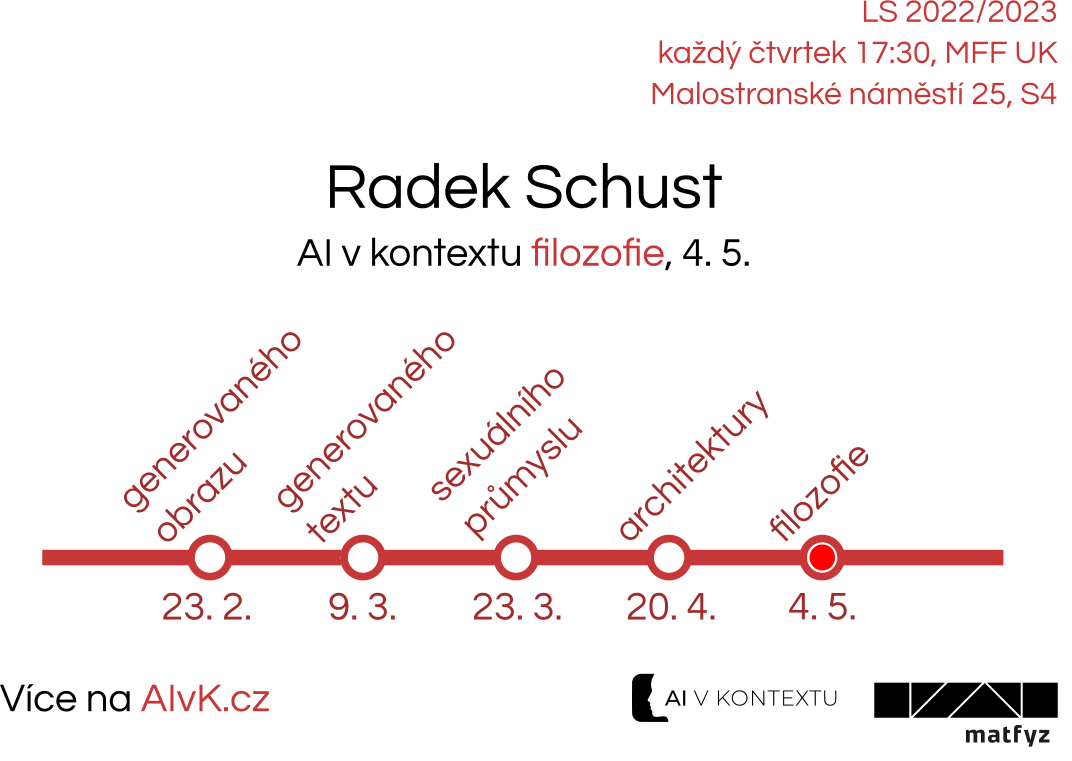 LS 2022/2023
každý čtvrtek 17:30, MFF UK
Malostranské náměstí 25, S4
Radek Schust
AI v kontextu filozofie, 4. 5.
generovaného
obrazu
generovaného
textu
sexuálního
průmyslu
architektury
filozofie
23. 2.
9. 3.
23. 3.
20. 4.
4. 5.
Více na AIvK.cz
AI V KONTEXTU
matfyz